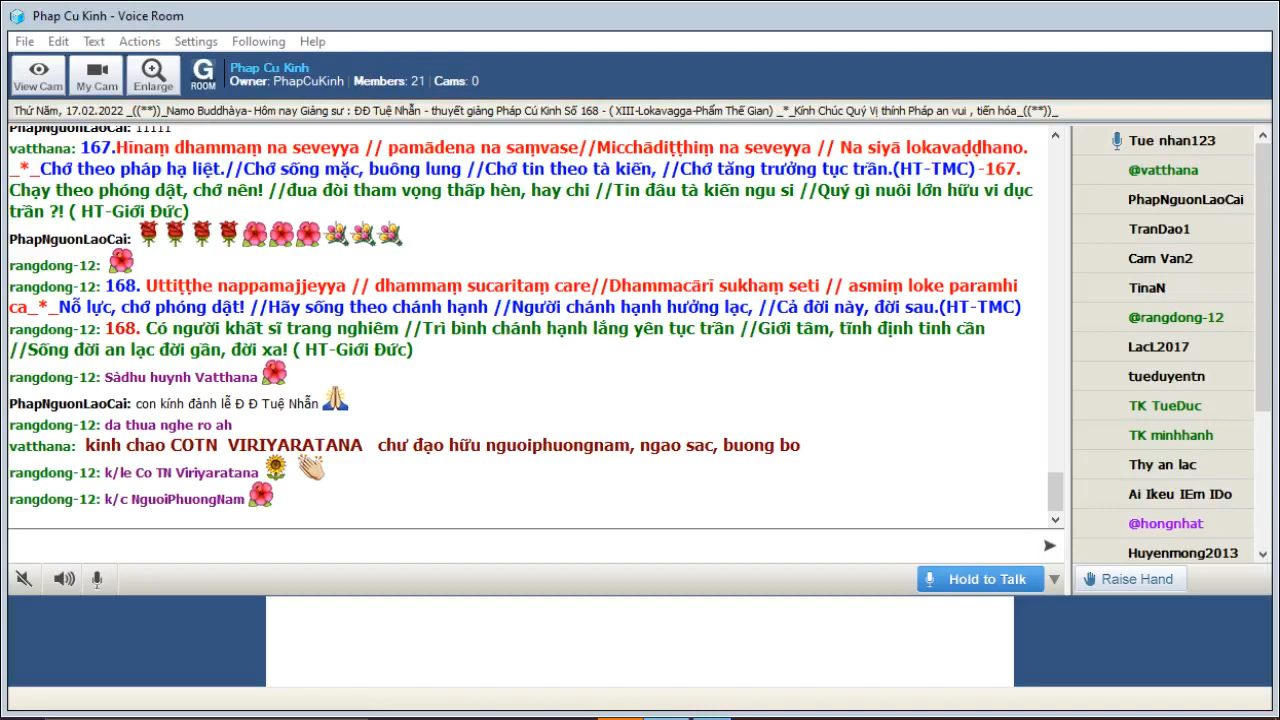 Phap Cu Kinh - Voice Room
File Edit Text Actions Settings Following Help
View Cam My Cam Enlarge G ROOM
Phap Cu Kinh
Owner: PhapCuKinh Members: 21 Cams: 0
Thứ Năm, 17.02.2022 _((**))_Namo Buddhàya- Hôm nay Giảng sư : ĐĐ Tuệ Nhẫn - thuyết giảng Pháp Cú Kinh Số 168 - ( XIII-Lokavagga-Phẩm Thế Gian) _*_Kính Chúc Quý Vị thính Pháp an vui , tiến hóa_((**))_
PhapNguonLaoCai: 11111
vatthana: 167.Hīnaṃ dhammaṃ na seveyya // pamādena na saṃvase//Micchādiṭṭhiṃ na seveyya // Na siyā lokavaḍḍhano.
_*_Chớ theo pháp hạ liệt.//Chớ sống mặc, buông lung //Chớ tin theo tà kiến, //Chớ tăng trưởng tục trần.(HT-TMC) -167.
Chạy theo phóng dật, chớ nên! //đua đòi tham vọng thấp hèn, hay chi //Tin đâu tà kiến ngu si //Quý gì nuôi lớn hữu vi dục
trần ?! ( HT-Giới Đức)
PhapNguonLaoCai:
rangdong-12:
rangdong-12: 168. Uttiṭṭhe nappamajjeyya // dhammaṃ sucaritaṃ care//Dhammacārī sukhaṃ seti // asmiṃ loke paramhi
ca_*_Nỗ lực, chớ phóng dật! //Hãy sống theo chánh hạnh //Người chánh hạnh hưởng lạc, //Cả đời này, đời sau.(HT-TMC)
rangdong-12: 168. Có người khất sĩ trang nghiêm //Trì bình chánh hạnh lắng yên tục trần //Giới tâm, tĩnh định tinh cần
//Sống đời an lạc đời gần, đời xa! ( HT-Giới Đức)
rangdong-12: Sàdhu huynh Vatthana
PhapNguonLaoCai: con kính đảnh lễ Đ Đ Tuệ Nhẫn
rangdong-12: da thua nghe ro ah
vatthana: kinh chao COTN VIRIYARATANA chư đạo hữu nguoiphuongnam, ngao sac, buong bo
rangdong-12: k/le Co TN Viriyaratana
rangdong-12: k/c NguoiPhuongNam
Hold to Talk
Tue nhan123
@vatthana
PhapNguonLaoCai
TranDao1
Cam Van2
TinaN
@rangdong-12
LacL2017
tueduyentn
TK TueDuc
TK minhhanh
Thy an lac
Ai Ikeu IEm IDo
@hongnhat
Huyenmong2013
Raise Hand